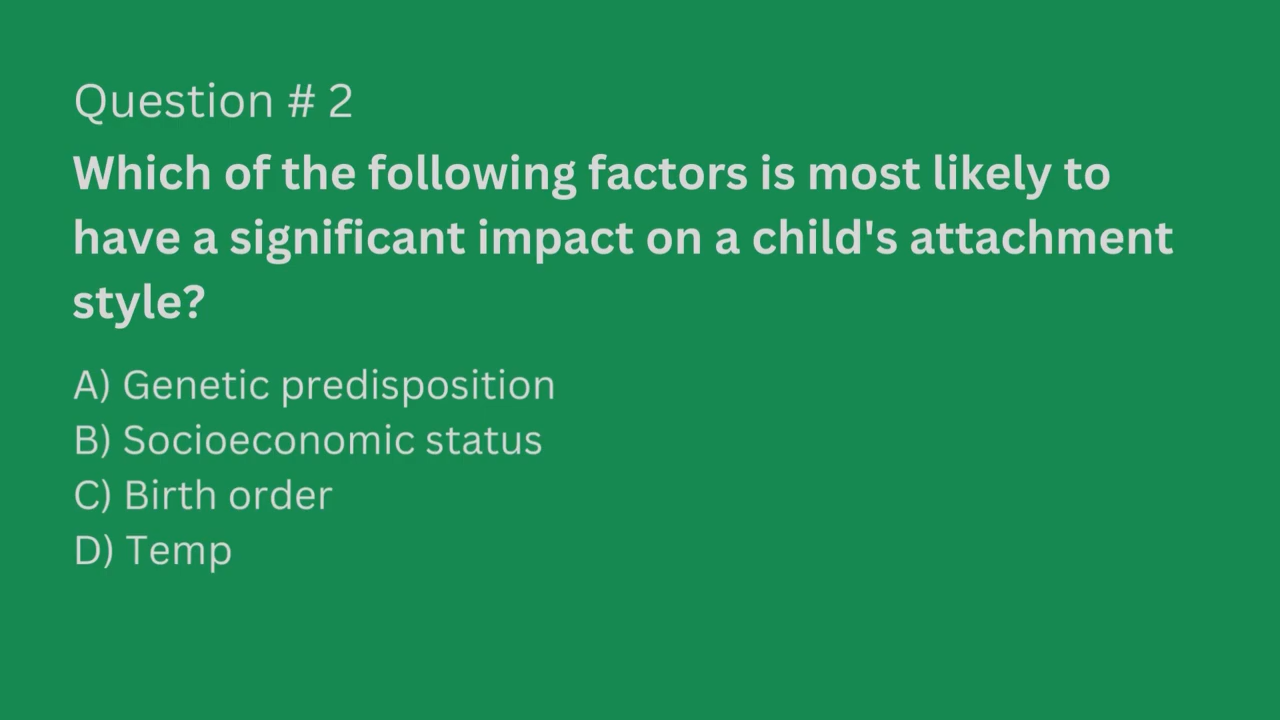 Question # 2
Which of the following factors is most likely to
have a significant impact on a child's attachment
style?
A) Genetic predisposition
B) Socioeconomic status
C) Birth order
D) Temp